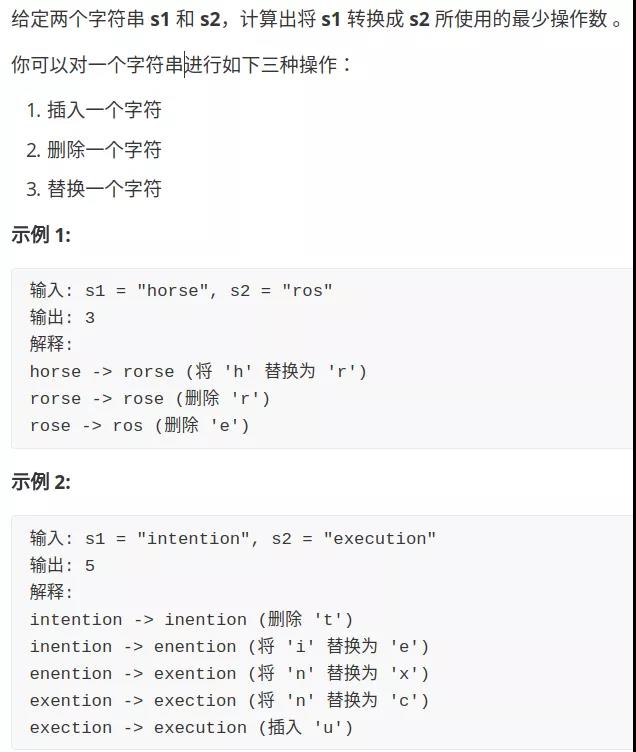 给定两个字符串 s1 和 s2，计算出将 s1 转换成 s2 所使用的最少操作数 。
你可以对一个字符串进行如下三种操作：
1. 插入一个字符
2. 删除一个字符
3. 替换一个字符
示例 1:
输入: s1 = "horse", s2 = "ros"
输出: 3
解释:
horse -> rorse (将 'h' 替换为 'r')
rorse -> rose (删除 'r')
rose -> ros (删除 'e')
示例 2:
输入: s1 = "intention", s2 = "execution"
输出: 5
解释:
intention -> inention (删除 't')
inention -> enention (将 'i' 替换为 'e')
enention -> exention (将 'n' 替换为 'x')
exention -> exection (将 'n' 替换为 'c')
exection -> execution (插入 'u')